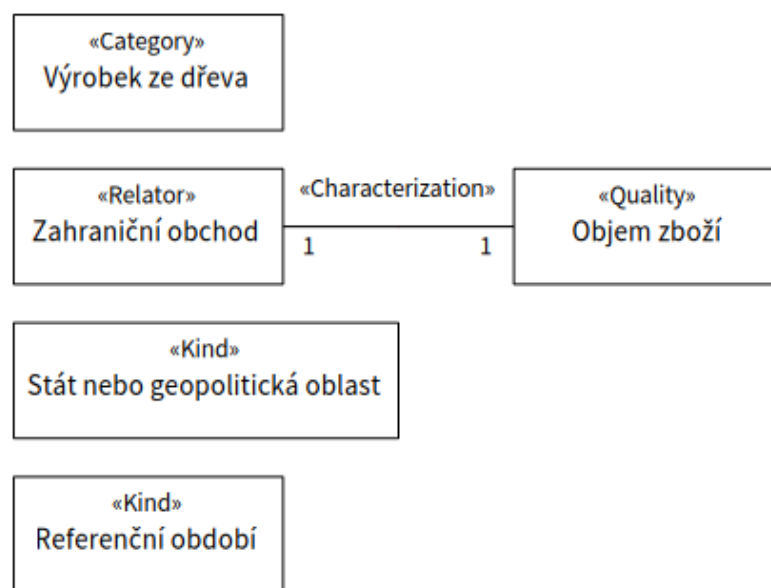 «Category»
Výrobek ze dřeva
«Relator»
Zahraniční obchod
«Characterization»
1
1
«Quality»
Objem zboží
«Kind»
Stát nebo geopolitická oblast
«Kind»
Referenční období